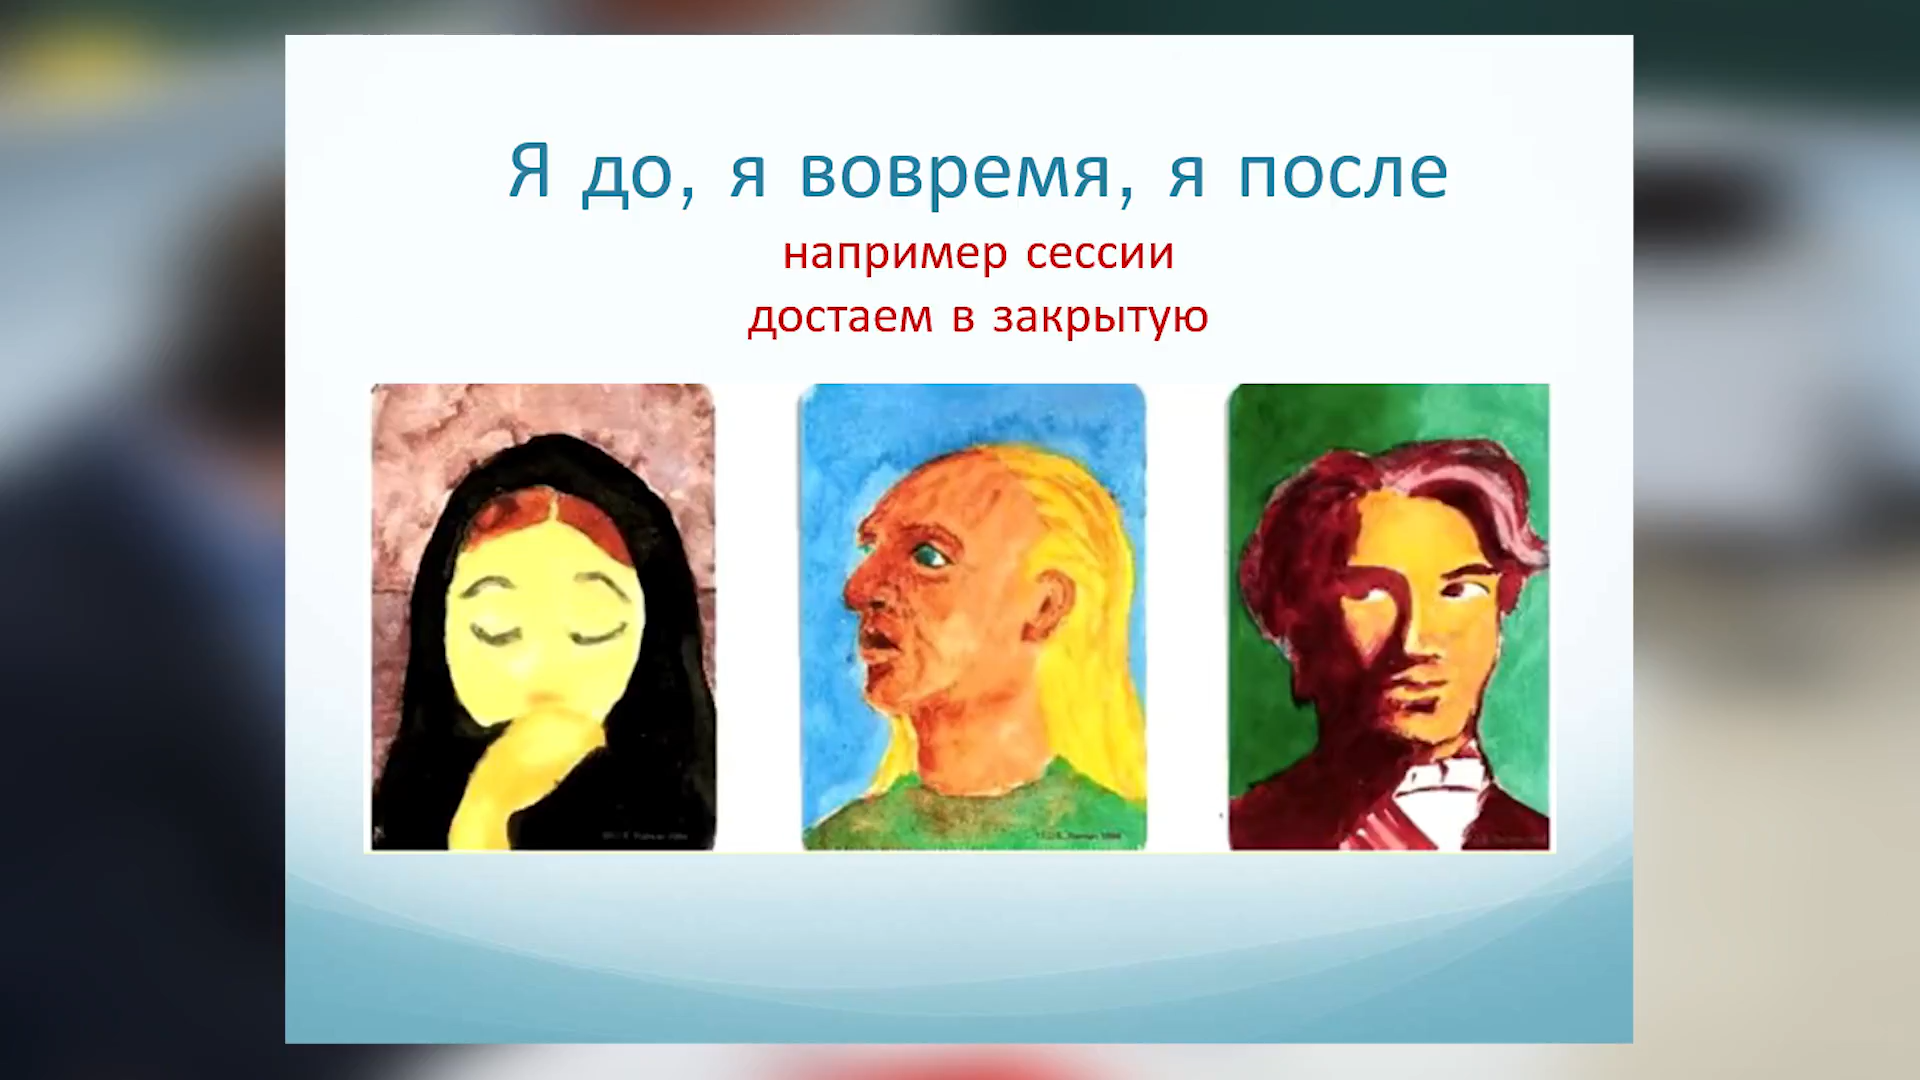 Я до, я вовремя, я после
например сессии
достаем в закрытую